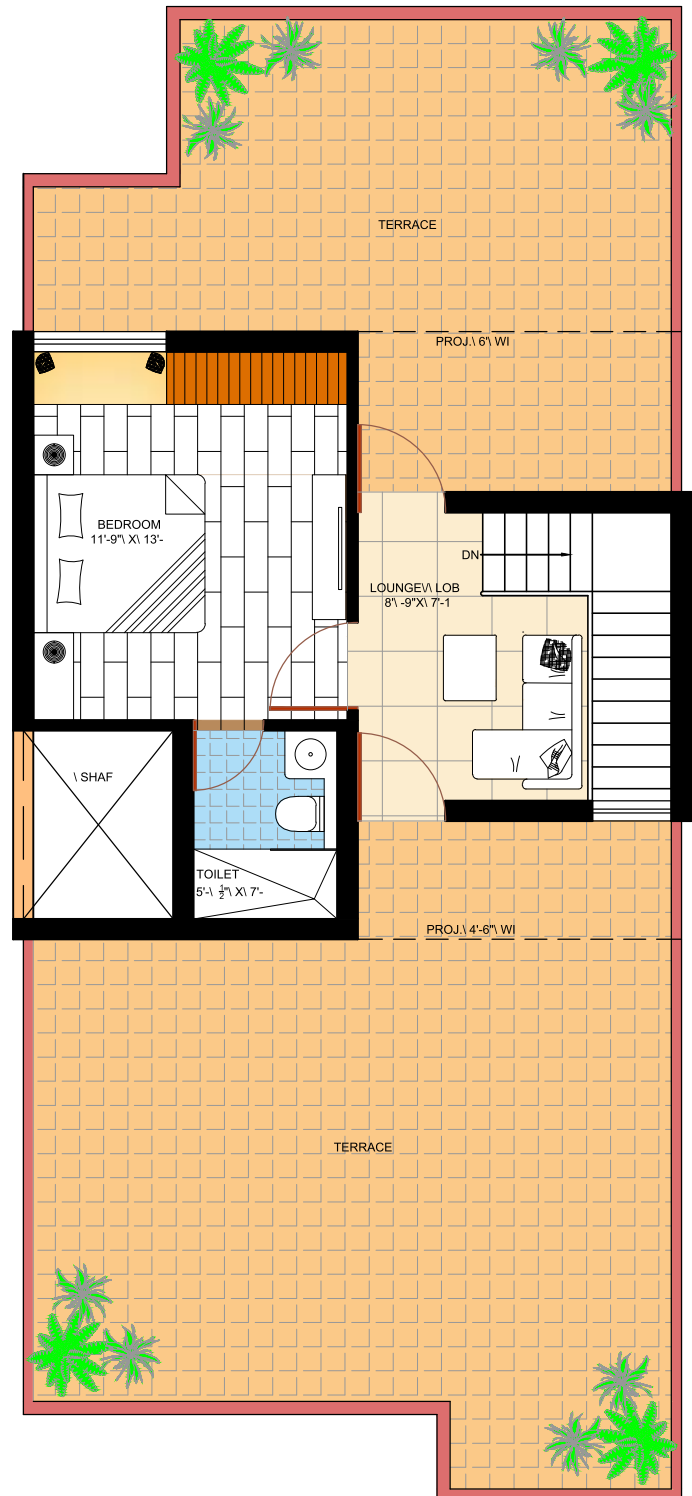 TERRACE
PROJ.\ 6'\ WI
BEDROOM
11'-9"\ X\ 13'-
DN
LOUNGE\/\ LOB
8'\ -9"X\ 7'-1
\ SHAF
TOILET
5'-\ 1/2"\ X\ 7'-
PROJ.\ 4'-6"\ WI
TERRACE